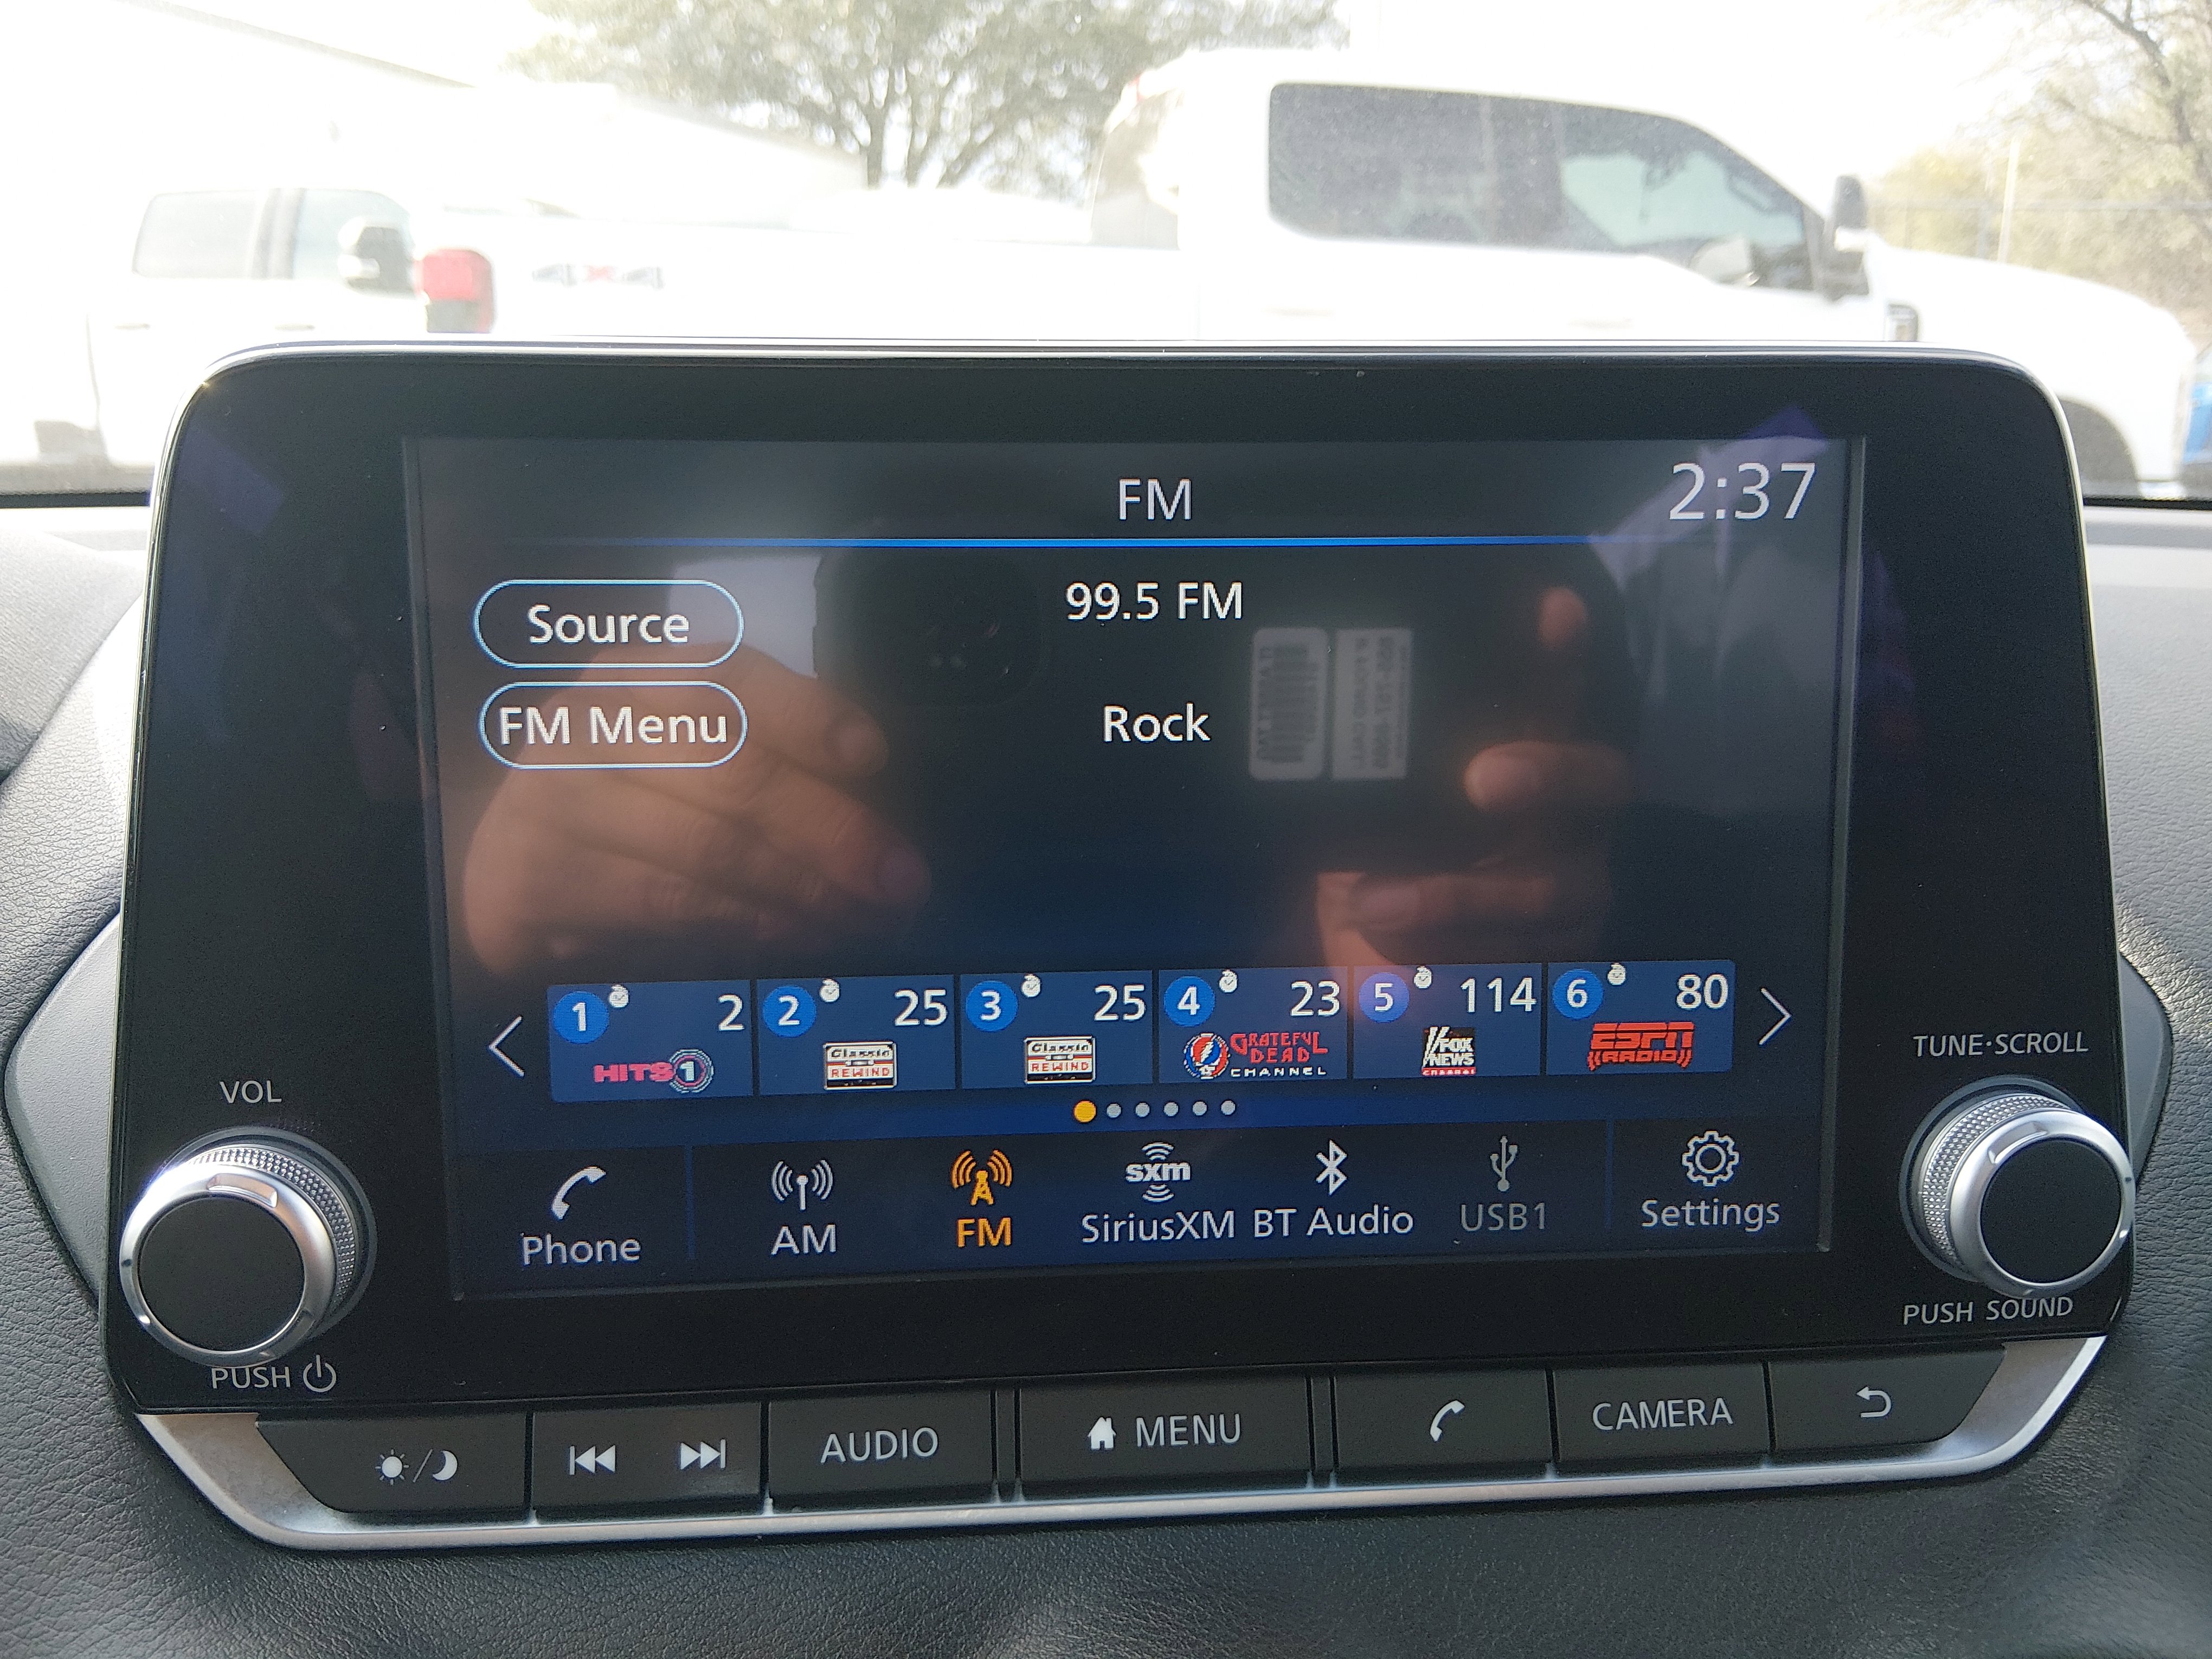 4X4
FM
2:37
Source
99.5 FM
FM Menu
Rock
1 2
HITS 1
2 25
Classic
REWIND
3 25
Classic
REWIND
4 23
GRATEFUL
DEAD
CHANNEL
5 114
FOX
NEWS
channel
6 80
ESPN
RADIO
VOL
TUNE·SCROLL
Phone
AM
A
FM
sxm
SiriusXM
BT Audio
USB1
Settings
PUSH
PUSH SOUND
AUDIO
MENU
CAMERA